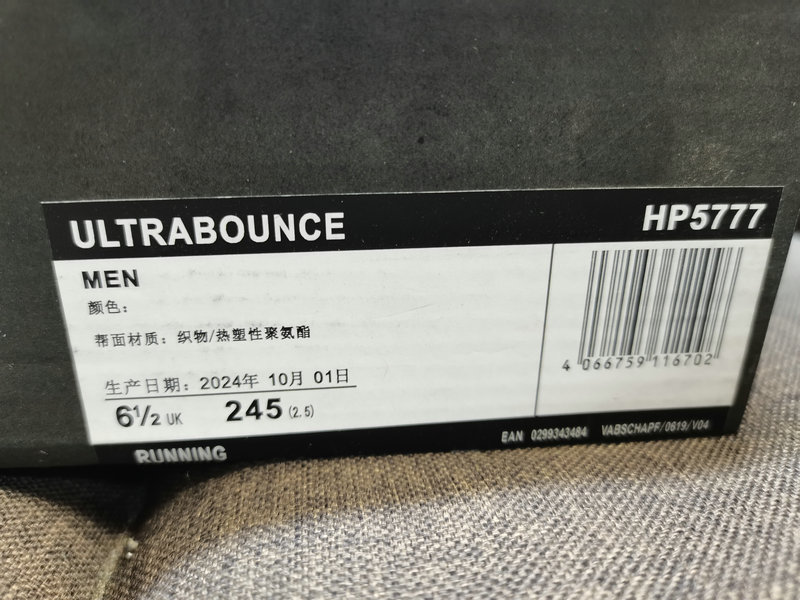 ULTRABOUNCE
HP5777
MEN
颜色:
帮面材质: 织物/热塑性聚氨酯
生产日期: 2024年 10月 01日
6½ UK 245 (2.5)
4 066759 116702
RUNNING
EAN 0299343484 VABSCHAPF/0619/V04